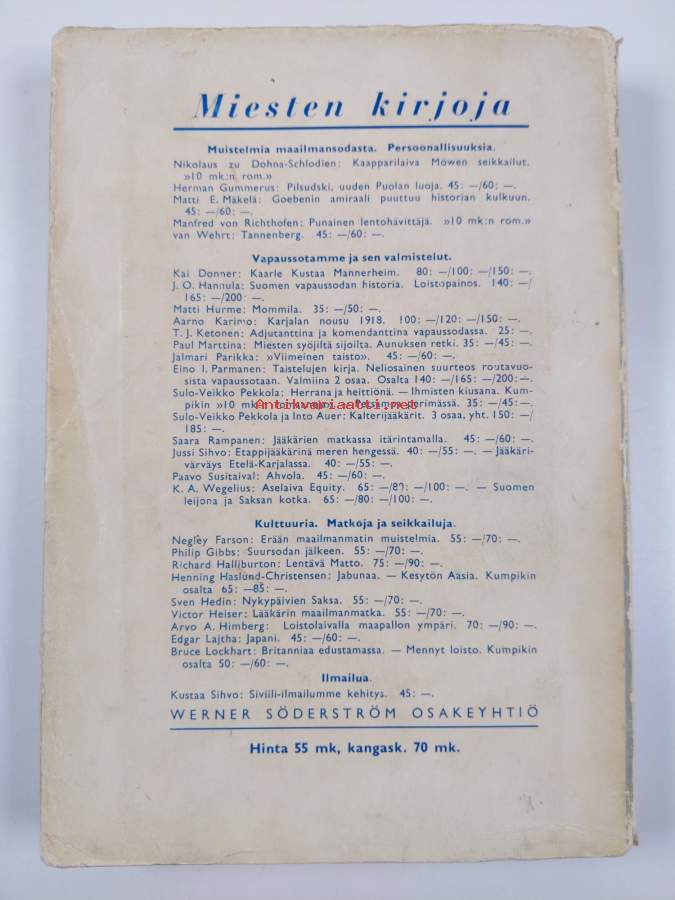 Miesten kirjoja
Muistelmia maailmansodasta. Persoonallisuuksia.
Nikolaus zu Dohna-Schlodien: Kaapparilaiva Möwen seikkailut.
»10 mk:n rom.»
Herman Gummerus: Pilsudski, uuden Puolan luoja. 45: —/60: —.
Matti E. Mäkelä: Goebenin amiraali puuttuu historian kulkuun.
45: —/60: —.
Manfred von Richthofen: Punainen lentohävittäjä. »10 mk:n rom.»
van Wehrt: Tannenberg. 45: —/60: —.
Vapaussotamme ja sen valmistelut.
Kai Donner: Kaarle Kustaa Mannerheim. 80: —/100: —/150: —.
J. O. Hannula: Suomen vapaussodan historia. Loistopainos. 140: —/
165: —/200: —.
Matti Hurme: Mommila. 35: —/50: —.
Aarno Karimo: Karjalan nousu 1918. 100: —/120: —/150: —.
T. J. Ketonen: Adjutanttina ja komendanttina vapaussodassa. 25: —.
Paul Marttina: Miesten syöjiltä sijoilta. Aunuksen retki. 35: —/45: —.
Jalmari Parikka: »Viimeinen taisto». 45: —/60: —.
Eino I. Parmanen: Taistelujen kirja. Neliosainen suurteos routavuo-
sista vapaussotaan. Valmiina 2 osaa. Osalta 140: —/165: —/200: —.
Sulo-Veikko Pekkola: Herrana ja heittiönä. — Ihmisten kiusana. Kum-
pikin »10 mk 35: —/45: —.
Antikvariaatti.net
Sulo-Veikko Pekkola ja Into Auer: Kalterijääkärit. 3 osaa, yht. 150: —/
185: —.
Saara Rampanen: Jääkärien matkassa itärintamalla. 45: —/60: —.
Jussi Sihvo: Etappijääkärinä meren hengessä. 40: —/55: —. — Jääkäri-
värväys Etelä-Karjalassa. 40: —/55: —.
Paavo Susitaival: Ahvola. 45: —/60: —.
K. A. Wegelius: Aselaiva Equity. 65: —/80: —/100: —. — Suomen
leijona ja Saksan kotka. 65: —/80: —/100: —.
Kulttuuria. Matkoja ja seikkailuja.
Negley Farson: Erään maailmanmatin muistelmia. 55: —/70: —.
Philip Gibbs: Suursodan jälkeen. 55: —/70: —.
Richard Halliburton: Lentävä Matto. 75: —/90: —.
Henning Haslund-Christensen: Jabunaa. — Kesytön Aasia. Kumpikin
osalta 65: —85: —.
Sven Hedin: Nykypäivien Saksa. 55: —/70: —.
Victor Heiser: Lääkärin maailmanmatka. 55: —/70: —.
Arvo A. Himberg: Loistolaivalla maapallon ympäri. 70: —/90: —.
Edgar Lajtha: Japani. 45: —/60: —.
Bruce Lockhart: Britanniaa edustamassa. — Mennyt loisto. Kumpikin
osalta 50: —/60: —.
Ilmailua.
Kustaa Sihvo: Siviili-ilmailumme kehitys. 45: —.
WERNER SÖDERSTRÖM OSAKEYHTIÖ
Hinta 55 mk, kangask. 70 mk.